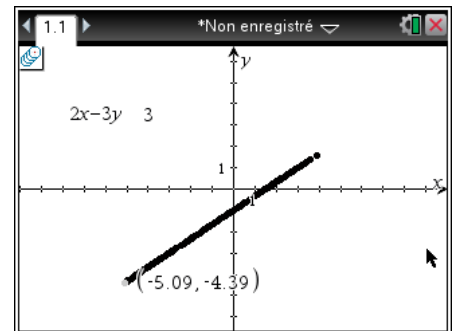 1.1 *Non enregistré
y
2x-3y 3
1
x
1
(-5.09, -4.39)